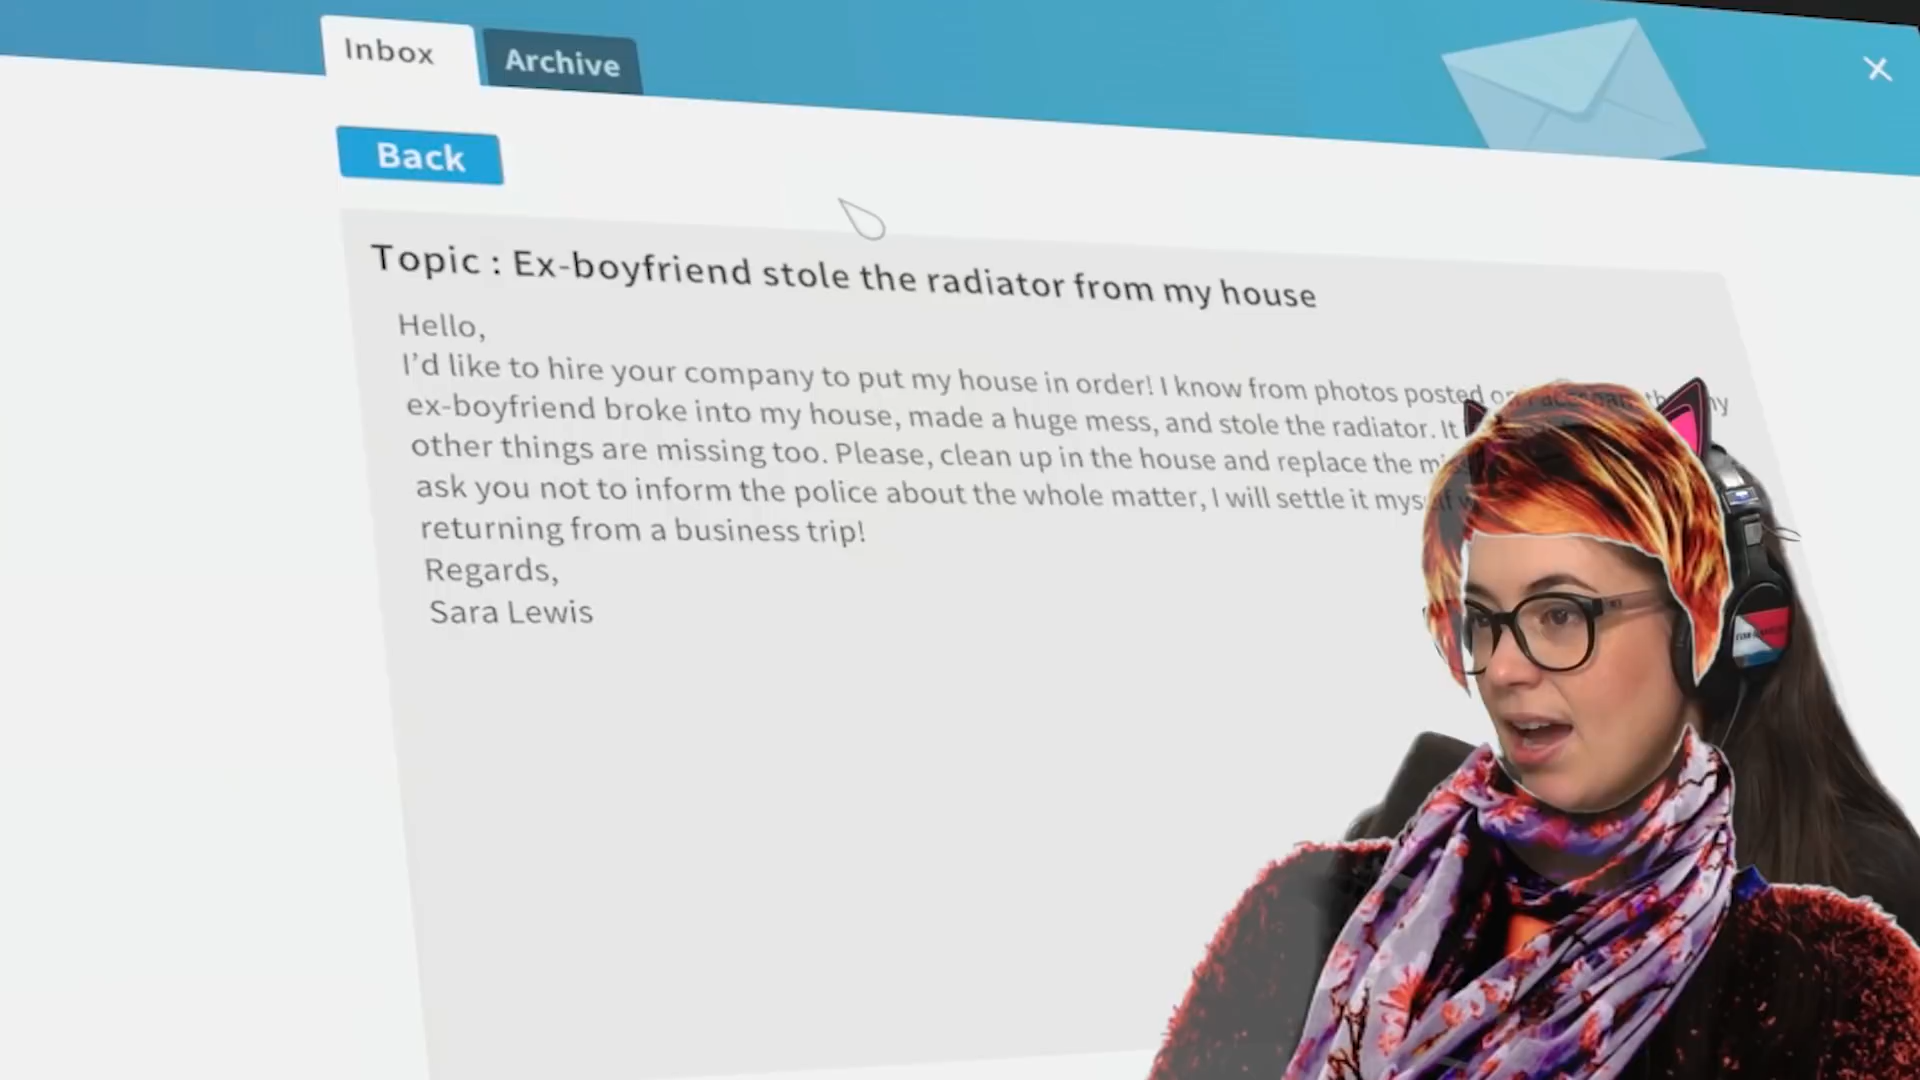 Inbox
Archive
Back
Topic : Ex-boyfriend stole the radiator from my house
Hello,
I'd like to hire your company to put my house in order! I know from photos posted
ex-boyfriend broke into my house, made a huge mess, and stole the radiator. It
other things are missing too. Please, clean up in the house and replace the
ask you not to inform the police about the whole matter, I will settle it myself
returning from a business trip!
Regards,
Sara Lewis